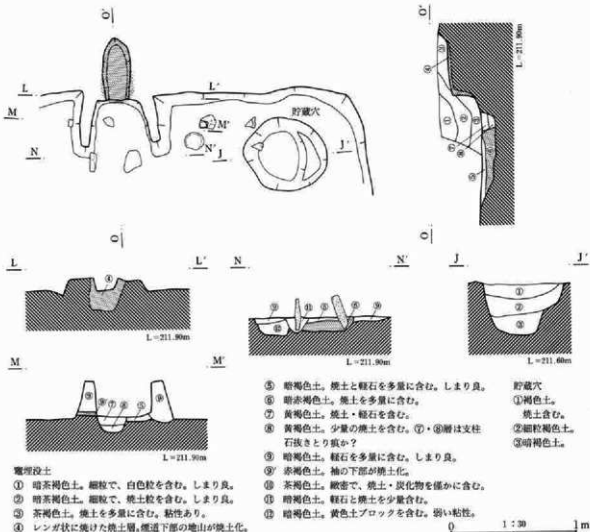 O'
O'
L
L'
M
M'
N
N'
J
J'
貯蔵穴
L=211.90m
O
O
L
L'
④
L=211.90m
N
N'
L=211.90m
J
J'
①
②
③
L=211.60m
M
M'
L=211.90m
竈埋没土
① 暗茶褐色土。細粒で、白色粒を含む。しまり良。
② 暗茶褐色土。細粒で、焼土粒を含む。しまり良。
③ 茶褐色土。焼土を多量に含む。粘性あり。
④ レンガ状に焼けた焼土層。煙道下部の地山が焼土化。
⑤ 暗褐色土。焼土と軽石を多量に含む。しまり良。
⑥ 暗赤褐色土。焼土を多量に含む。
⑦ 黄褐色土。焼土・軽石を含む。
⑧ 黄褐色土。少量の焼土を含む。⑦・⑧層は支柱
石抜きとり痕か?
⑨ 暗褐色土。軽石を多量に含む。しまり良。
⑨' 赤褐色土。袖の下部が焼土化。
⑩ 茶褐色土。緻密で、焼土・炭化物を僅かに含む。
⑪ 暗褐色土。軽石と焼土を少量含む。
⑫ 暗褐色土。黄色土ブロックを含む。弱い粘性。
貯蔵穴
①褐色土。
焼土含む。
②細粒褐色土。
③暗褐色土。
0 1:30 1m